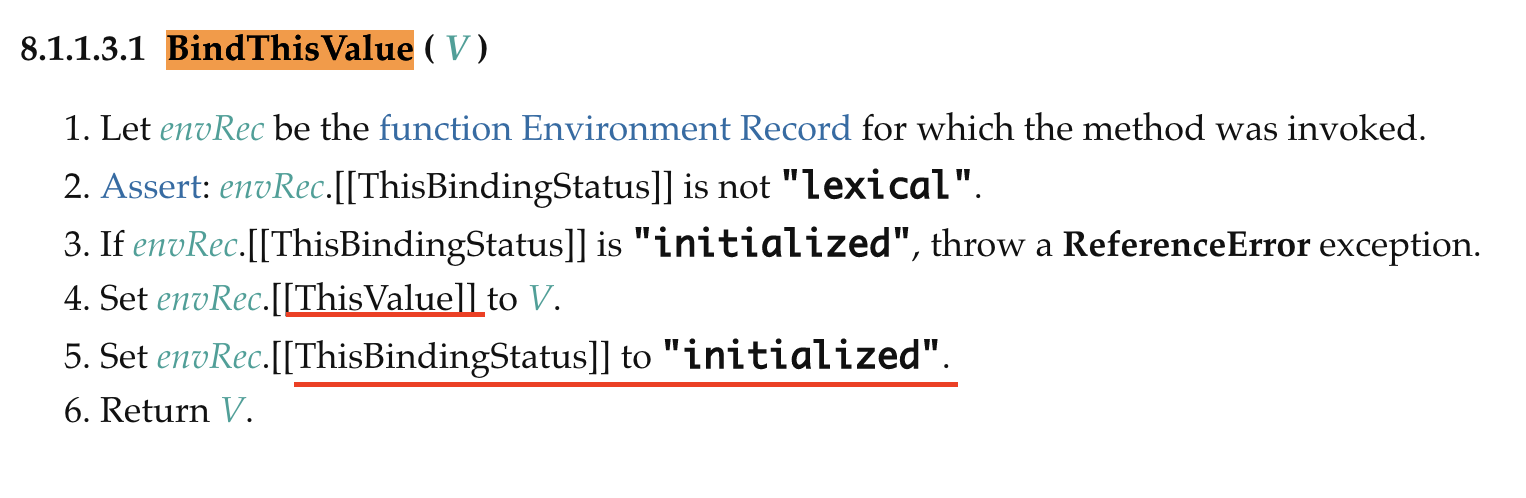 8.1.1.3.1 BindThisValue ( V )
1. Let envRec be the function Environment Record for which the method was invoked.
2. Assert: envRec.[[ThisBindingStatus]] is not "lexical".
3. If envRec.[[ThisBindingStatus]] is "initialized", throw a ReferenceError exception.
4. Set envRec.[[ThisValue]] to V.
5. Set envRec.[[ThisBindingStatus]] to "initialized".
6. Return V.